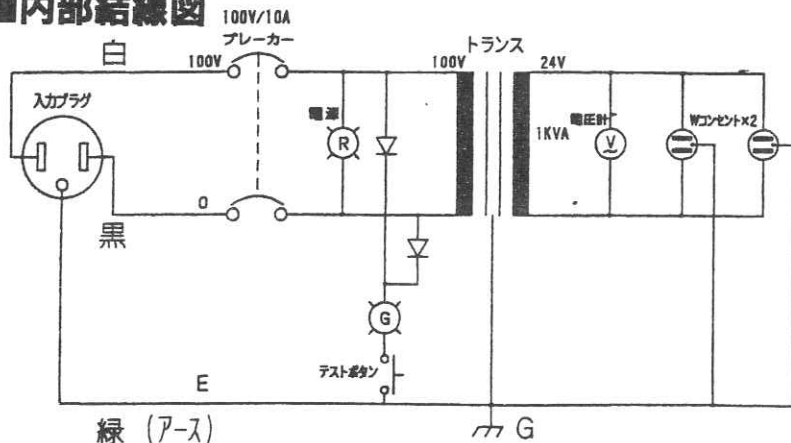 ■内部結線図
100V/10A
ブレーカー
白
100V
100V
トランス
24V
入力プラグ
電源
R
電圧計
V
1KVA
Wコンセント×2
0
黒
G
テストボタン
E
緑 (アース)
G